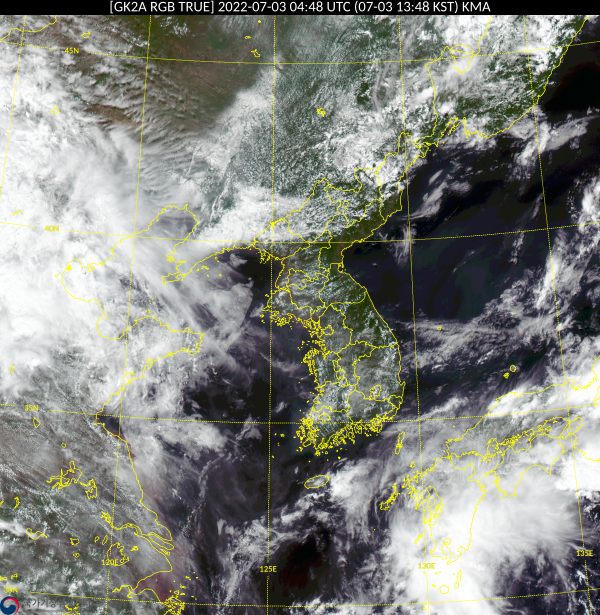 [GK2A RGB TRUE] 2022-07-03 04:48 UTC (07-03 13:48 KST) KMA
45N
40N
35N
120E
125E
130E
135E